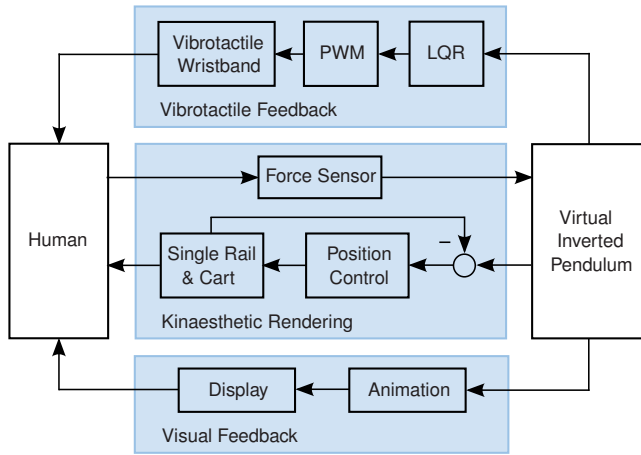 Vibrotactile
Wristband
PWM
LQR
Vibrotactile Feedback
Human
Force Sensor
Single Rail
& Cart
Position
Control
−
Kinaesthetic Rendering
Virtual
Inverted
Pendulum
Display
Animation
Visual Feedback